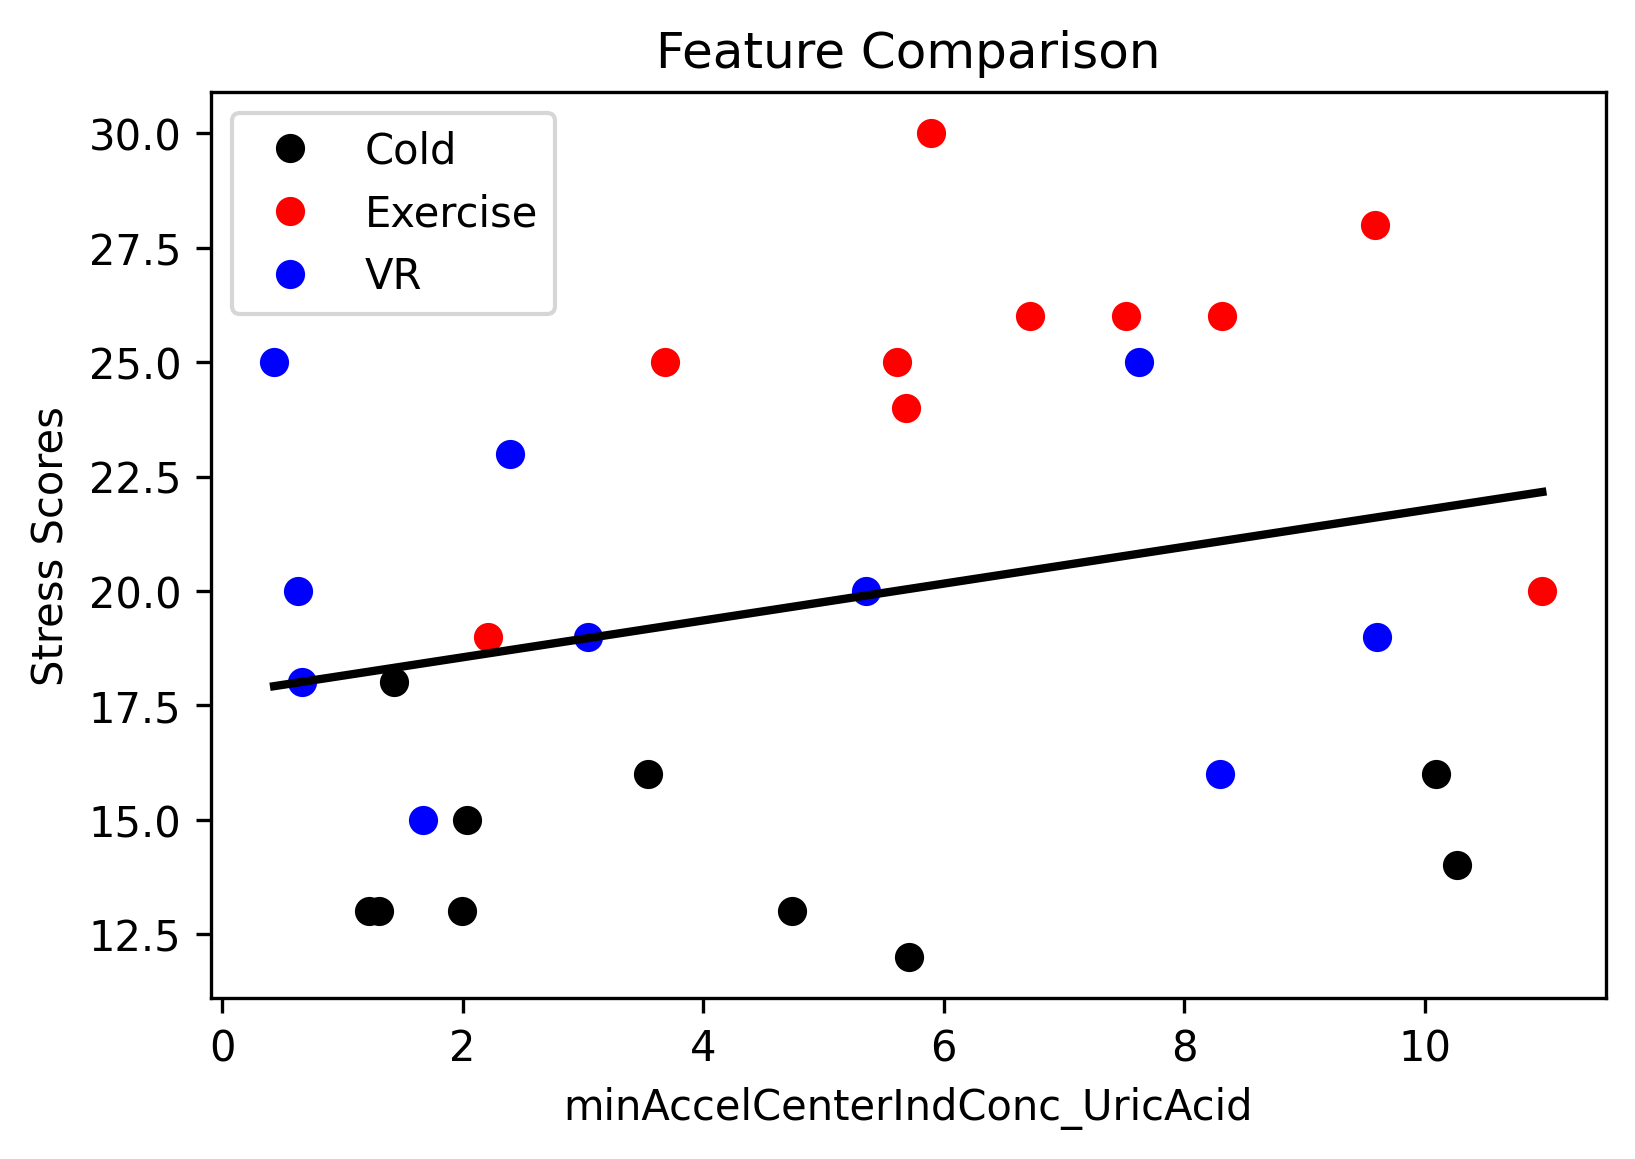 Feature Comparison
Cold
Exercise
VR
30.0
27.5
25.0
22.5
20.0
17.5
15.0
12.5
Stress Scores
0 2 4 6 8 10
minAccelCenterIndConc_UricAcid